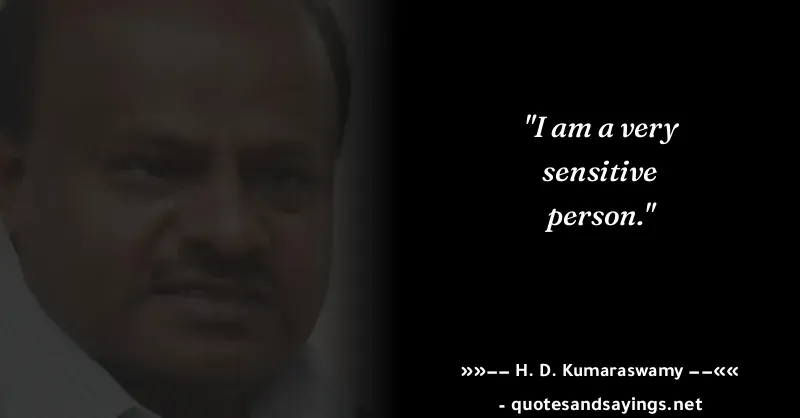 "I am a very
sensitive
person."
»»−− H. D. Kumaraswamy −−««
- quotesandsayings.net